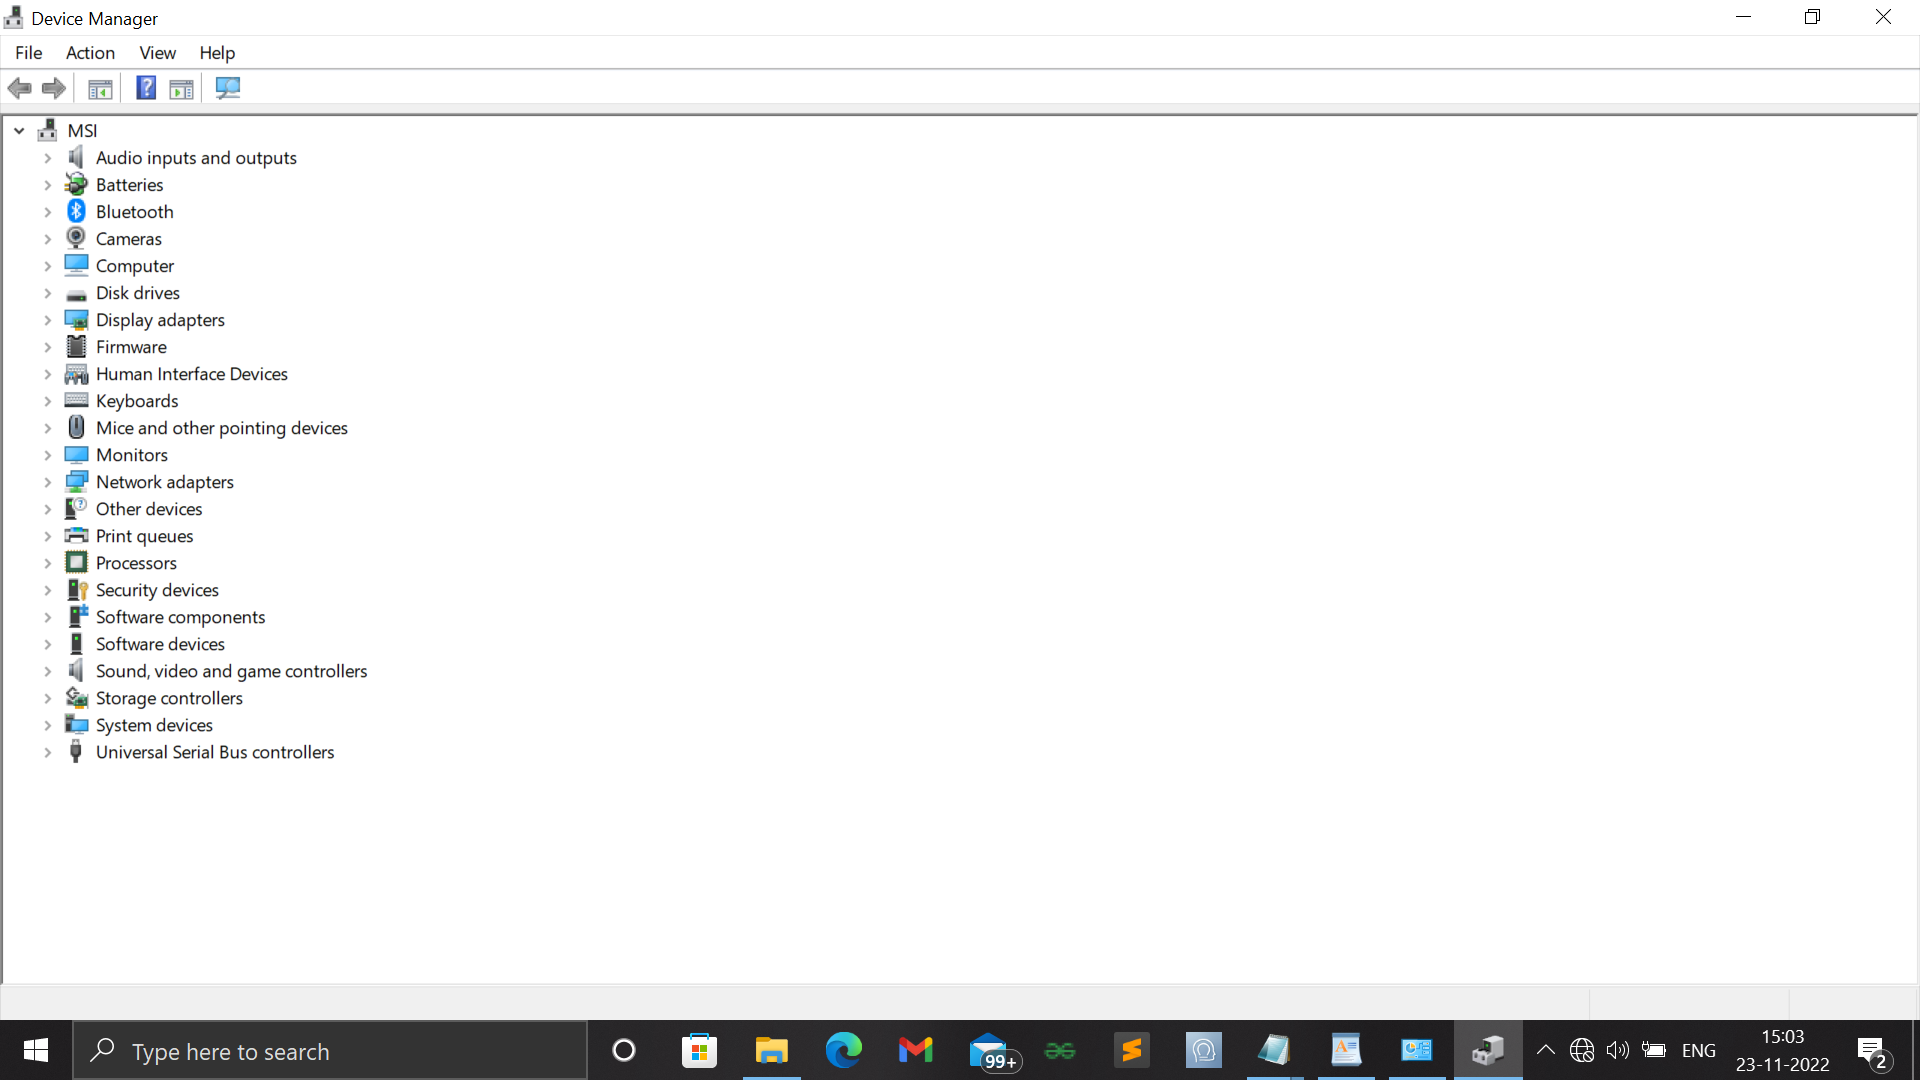 Device Manager
File Action View Help
MSI
Audio inputs and outputs
Batteries
Bluetooth
Cameras
Computer
Disk drives
Display adapters
Firmware
Human Interface Devices
Keyboards
Mice and other pointing devices
Monitors
Network adapters
Other devices
Print queues
Processors
Security devices
Software components
Software devices
Sound, video and game controllers
Storage controllers
System devices
Universal Serial Bus controllers
Type here to search
99+
ENG
15:03
23-11-2022
2